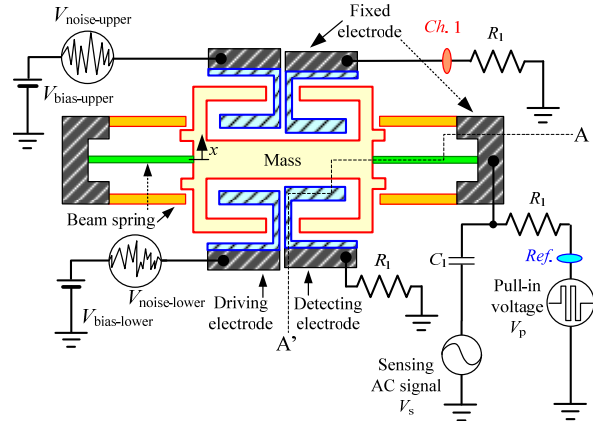 Fixed
electrode
Ch. 1
R1
Vnoise-upper
Vbias-upper
A
x
Mass
Beam spring
R1
C1
Ref.
Pull-in
voltage
Vp
Vnoise-lower
Vbias-lower
R1
Driving
electrode
Detecting
electrode
A'
Sensing
AC signal
Vs